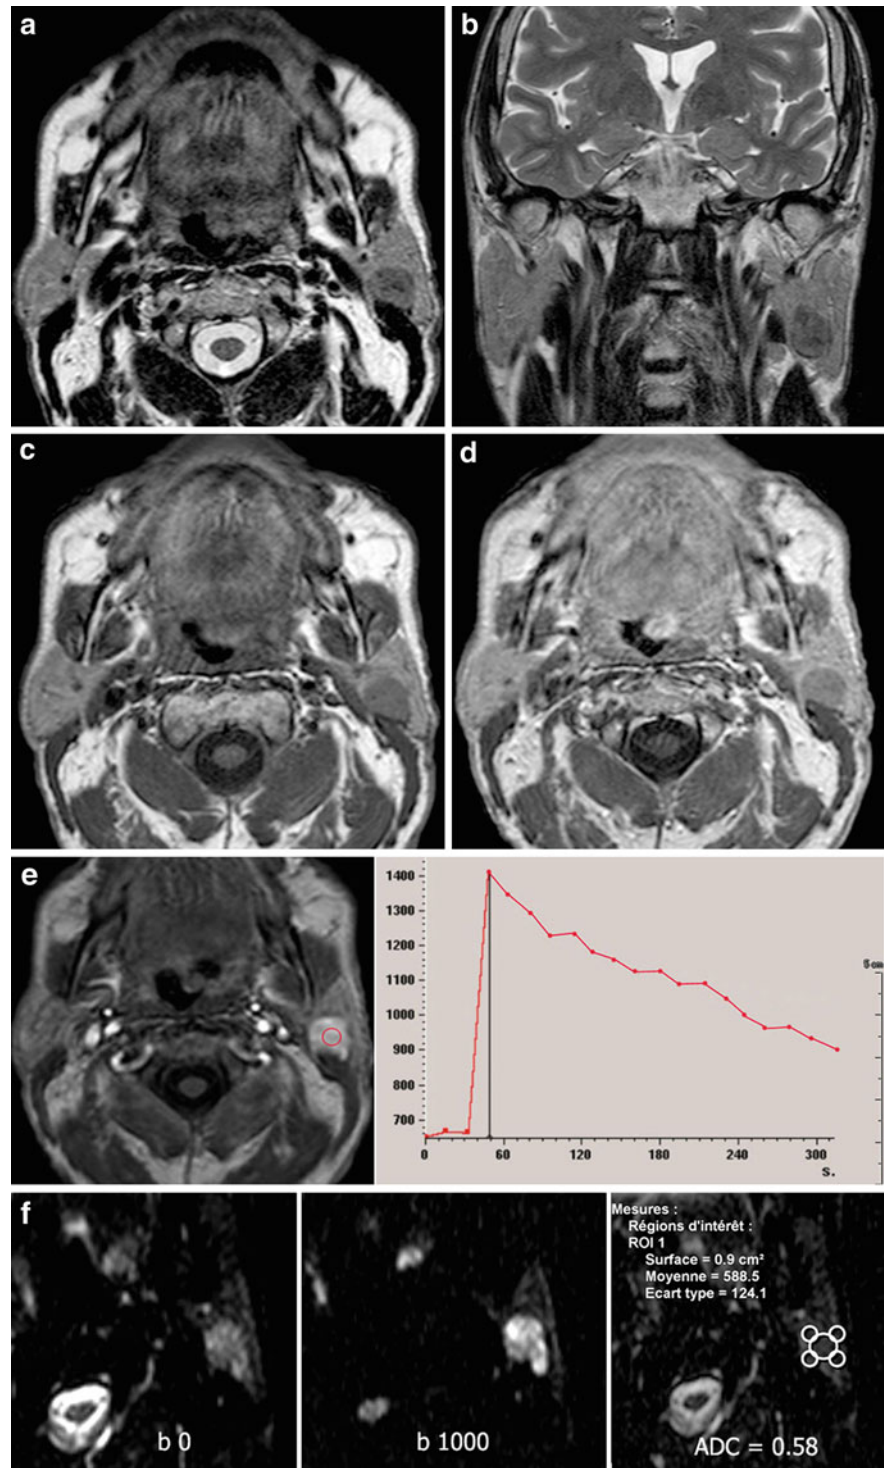 a
b
c
d
e
1400
1300
1200
1100
1000
900
800
700
0
60
120
180
240
300
s.
5cm
f
b 0
b 1000
Mesures :
Régions d'intérêt :
ROI 1
Surface = 0.9 cm²
Moyenne = 588.5
Ecart type = 124.1
ADC = 0.58